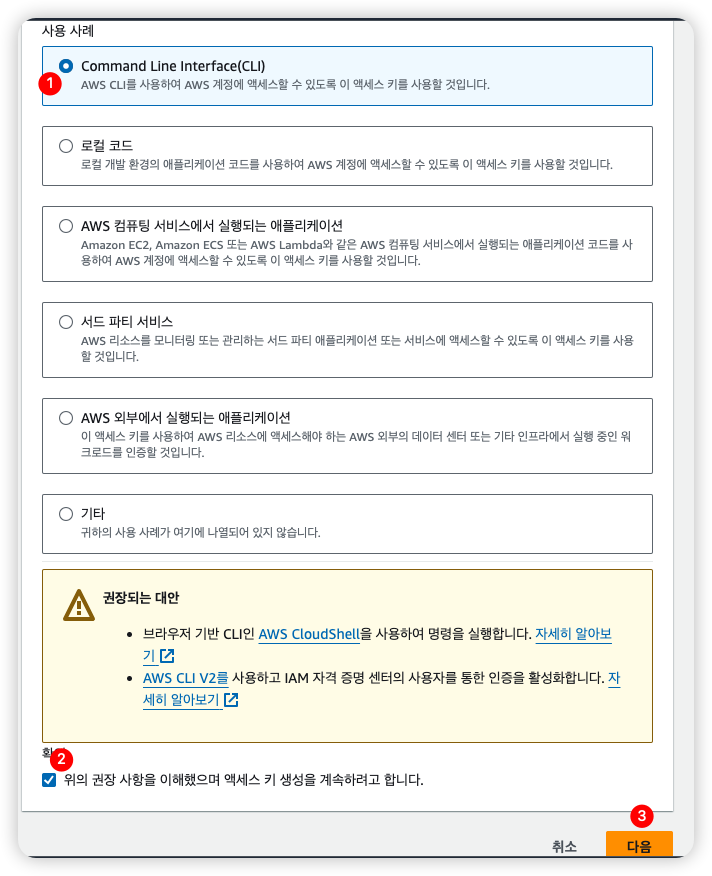 사용 사례
Command Line Interface(CLI)
1
AWS CLI를 사용하여 AWS 계정에 액세스할 수 있도록 이 액세스 키를 사용할 것입니다.
로컬 코드
로컬 개발 환경의 애플리케이션 코드를 사용하여 AWS 계정에 액세스할 수 있도록 이 액세스 키를 사용할 것입니다.
AWS 컴퓨팅 서비스에서 실행되는 애플리케이션
Amazon EC2, Amazon ECS 또는 AWS Lambda와 같은 AWS 컴퓨팅 서비스에서 실행되는 애플리케이션 코드를 사
용하여 AWS 계정에 액세스할 수 있도록 이 액세스 키를 사용할 것입니다.
서드 파티 서비스
AWS 리소스를 모니터링 또는 관리하는 서드 파티 애플리케이션 또는 서비스에 액세스할 수 있도록 이 액세스 키를 사용
할 것입니다.
AWS 외부에서 실행되는 애플리케이션
이 액세스 키를 사용하여 AWS 리소스에 액세스해야 하는 AWS 외부의 데이터 센터 또는 기타 인프라에서 실행 중인 워
크로드를 인증할 것입니다.
기타
귀하의 사용 사례가 여기에 나열되어 있지 않습니다.
권장되는 대안
• 브라우저 기반 CLI인 AWS CloudShell을 사용하여 명령을 실행합니다. 자세히 알아보
기
• AWS CLI V2를 사용하고 IAM 자격 증명 센터의 사용자를 통한 인증을 활성화합니다. 자
세히 알아보기
2
위의 권장 사항을 이해했으며 액세스 키 생성을 계속하려고 합니다.
3
취소
다음